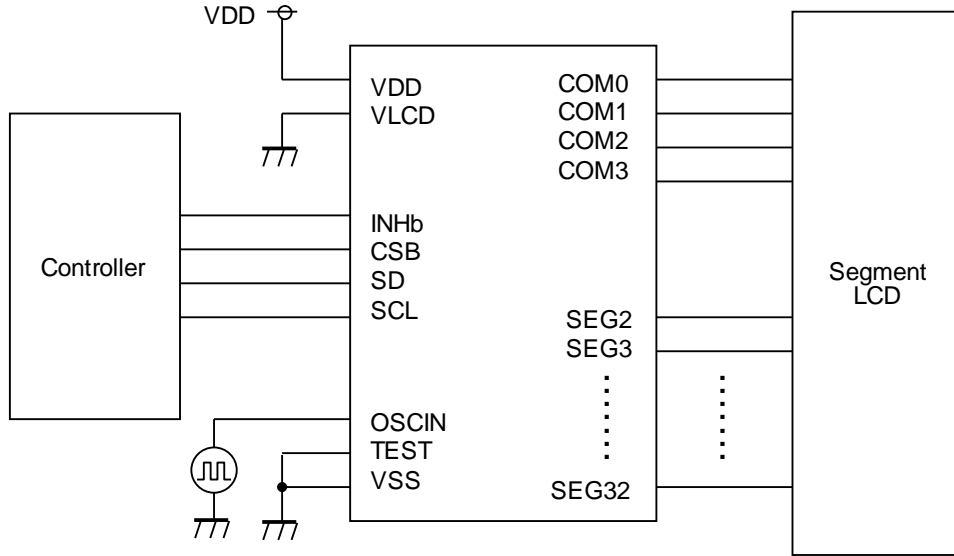 VDD
VDD
VLCD
INHb
CSB
SD
SCL
OSCIN
TEST
VSS
COM0
COM1
COM2
COM3
SEG2
SEG3
SEG32
Controller
Segment
LCD